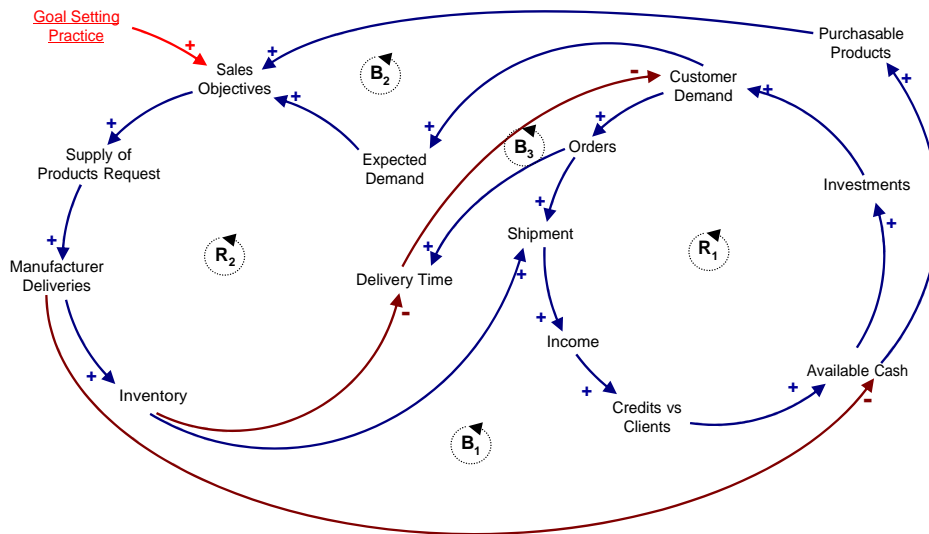 Goal Setting
Practice
+
Sales
Objectives
+
B2
-
Customer
Demand
+
Purchasable
Products
+
+
+
Supply of
Products Request
+
Expected
Demand
B3
+
Orders
Investments
+
R2
+
Shipment
+
R1
+
Manufacturer
Deliveries
+
Delivery Time
-
+
Income
+
Inventory
+
Credits vs
Clients
+
Available Cash
-
B1